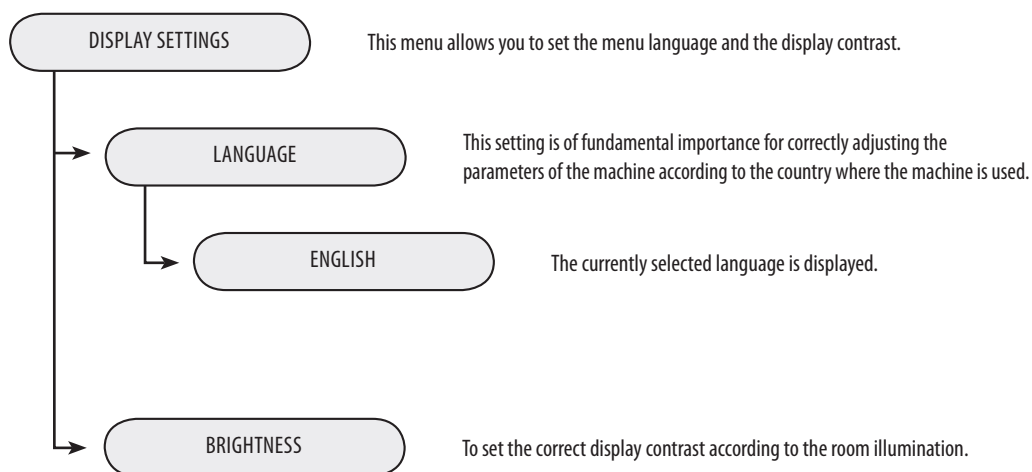 DISPLAY SETTINGS
This menu allows you to set the menu language and the display contrast.
LANGUAGE
This setting is of fundamental importance for correctly adjusting the
parameters of the machine according to the country where the machine is used.
ENGLISH
The currently selected language is displayed.
BRIGHTNESS
To set the correct display contrast according to the room illumination.